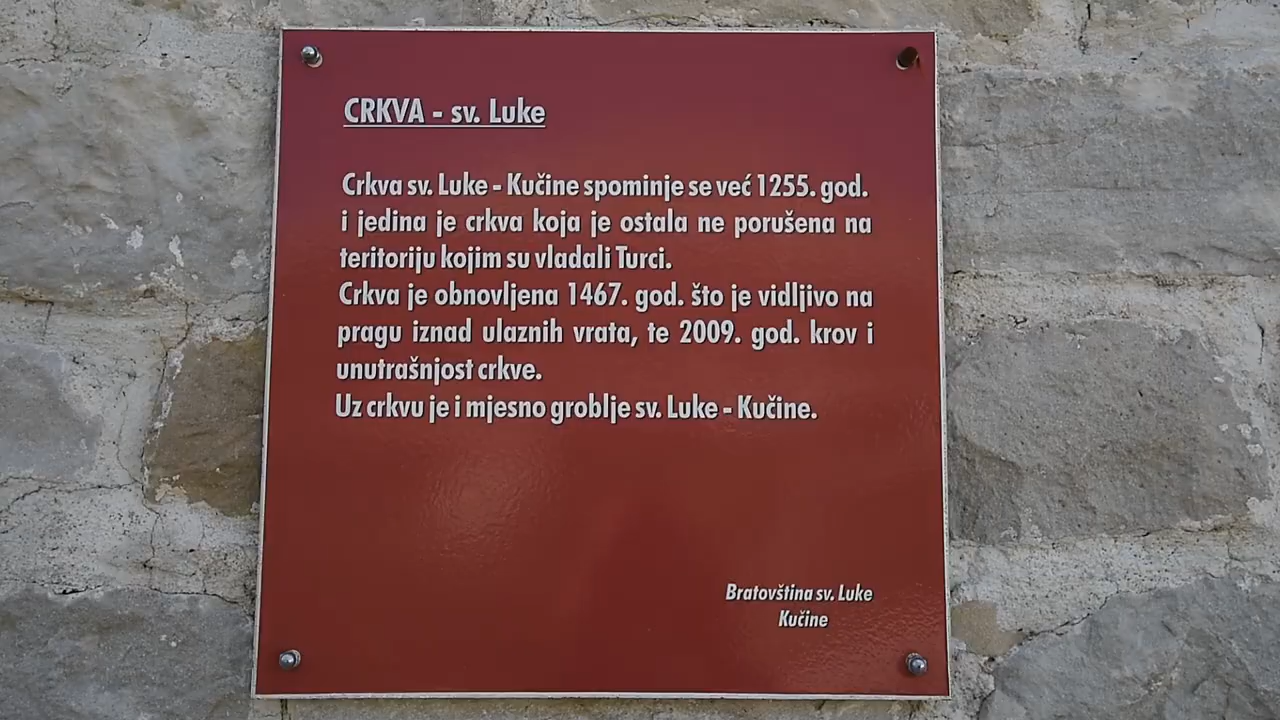 CRKVA - sv. Luke
Crkva sv. Luke - Kučine spominje se već 1255. god.
i jedina je crkva koja je ostala ne porušena na
teritoriju kojim su vladali Turci.
Crkva je obnovljena 1467. god. što je vidljivo na
pragu iznad ulaznih vrata, te 2009. god. krov i
unutrašnjost crkve.
Uz crkvu je i mjesno groblje sv. Luke - Kučine.
Bratovština sv. Luke
Kučine